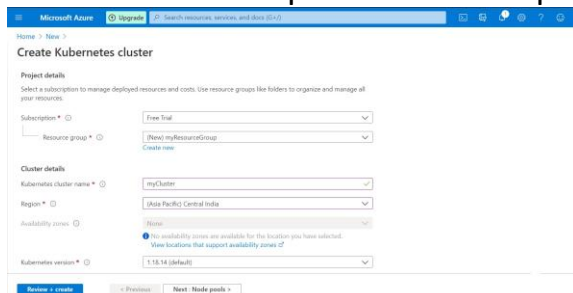 Microsoft Azure
Upgrade
Search resources, services, and docs (G+/)
Home > New >
Create Kubernetes cluster
Project details
Select a subscription to manage deployed resources and costs. Use resource groups like folders to organize and manage all
your resources.
Subscription *
Free Trial
Resource group *
(New) myResourceGroup
Create new
Cluster details
Kubernetes cluster name *
myCluster
Region *
(Asia Pacific) Central India
Availability zones
None
No availability zones are available for the location you have selected.
View locations that support availability zones
Kubernetes version *
1.18.14 (default)
Review + create
< Previous
Next : Node pools >